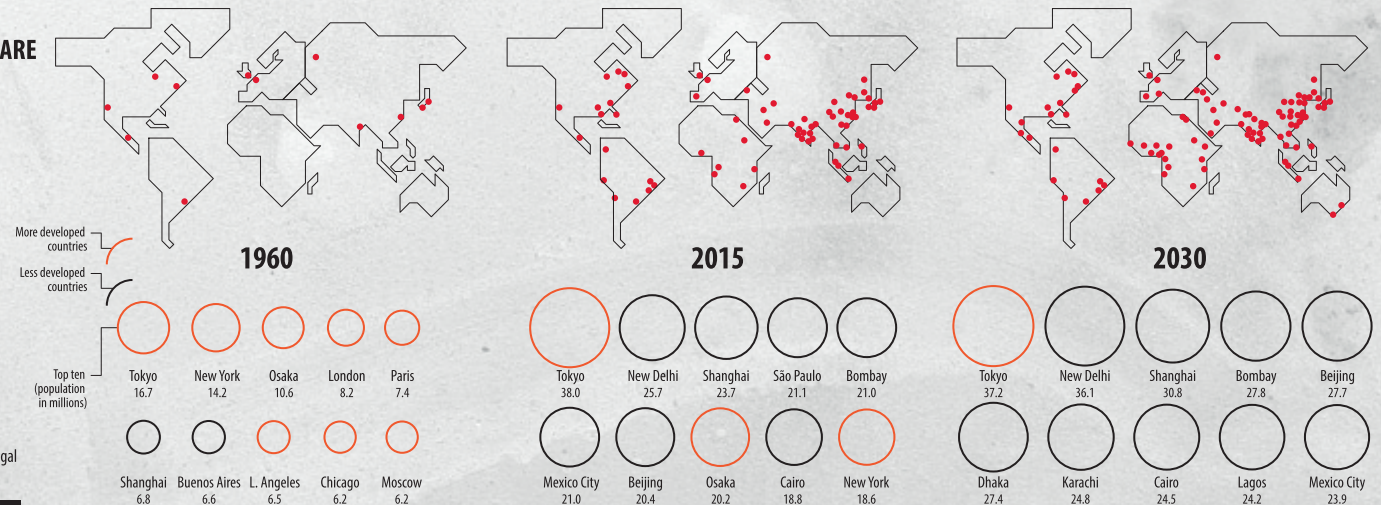 ARE
More developed
countries
Less developed
countries
Top ten
(population
in millions)
gal
1960
Tokyo
16.7
New York
14.2
Osaka
10.6
London
8.2
Paris
7.4
Shanghai
6.8
Buenos Aires
6.6
L. Angeles
6.5
Chicago
6.2
Moscow
6.2
2015
Tokyo
38.0
New Delhi
25.7
Shanghai
23.7
São Paulo
21.1
Bombay
21.0
Mexico City
21.0
Beijing
20.4
Osaka
20.2
Cairo
18.8
New York
18.6
2030
Tokyo
37.2
New Delhi
36.1
Shanghai
30.8
Bombay
27.8
Beijing
27.7
Dhaka
27.4
Karachi
24.8
Cairo
24.5
Lagos
24.2
Mexico City
23.9